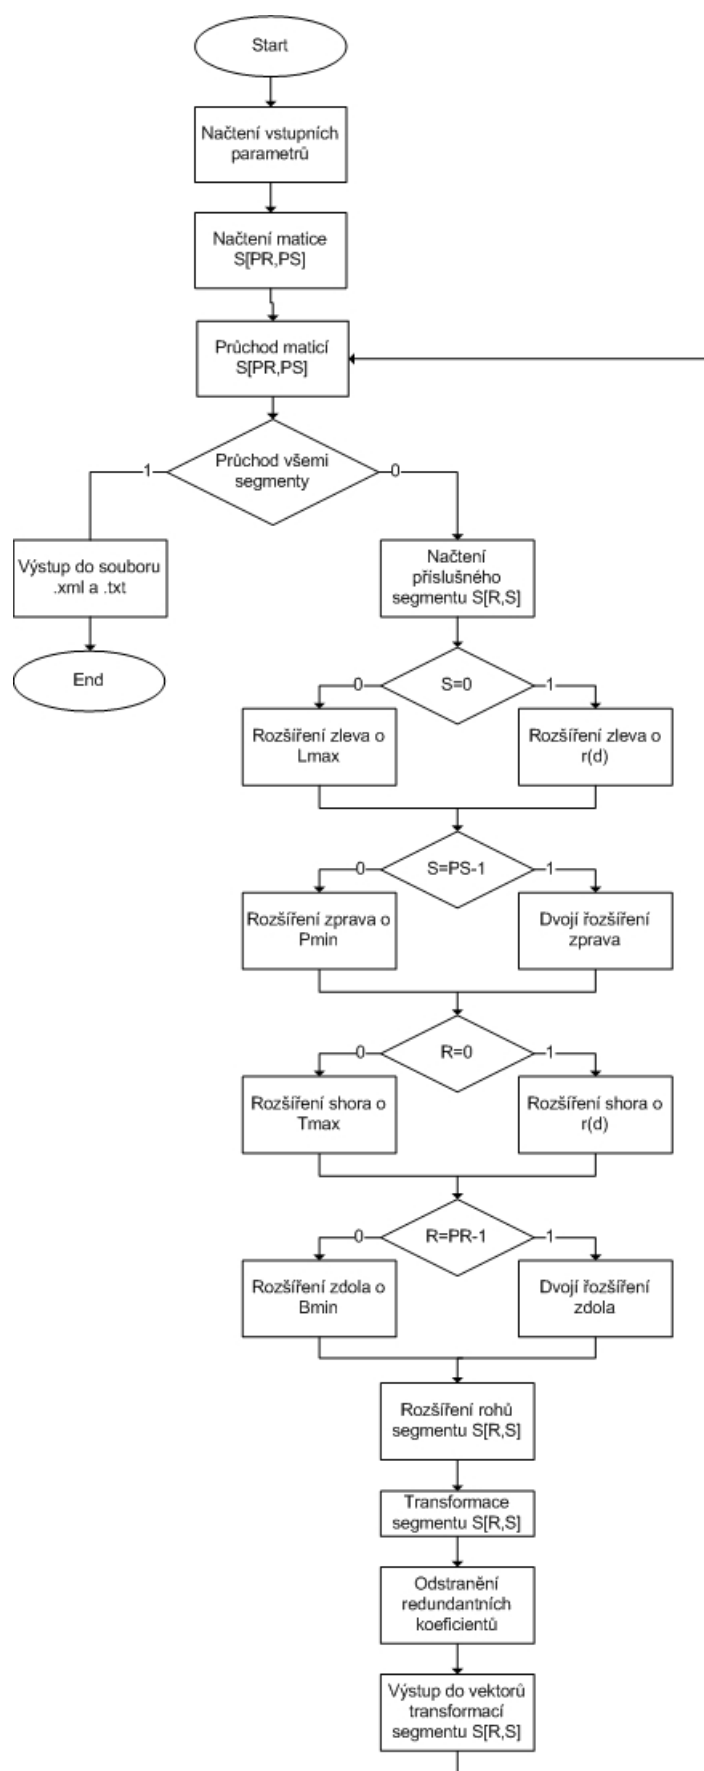 Start
Načtení vstupních
parametrů
Načtení matice
S[PR,PS]
Průchod maticí
S[PR,PS]
Průchod všemi
segmenty
1
0
Výstup do souboru
.xml a .txt
End
Načtení
příslušného
segmentu S[R,S]
S=0
0
1
Rozšíření zleva o
Lmax
Rozšíření zleva o
r(d)
S=PS-1
0
1
Rozšíření zprava o
Pmin
Dvojí řozšíření
zprava
R=0
0
1
Rozšíření shora o
Tmax
Rozšíření shora o
r(d)
R=PR-1
0
1
Rozšíření zdola o
Bmin
Dvojí řozšíření
zdola
Rozšíření rohů
segmentu S[R,S]
Transformace
segmentu S[R,S]
Odstranění
redundantních
koeficientů
Výstup do vektorů
transformací
segmentu S[R,S]